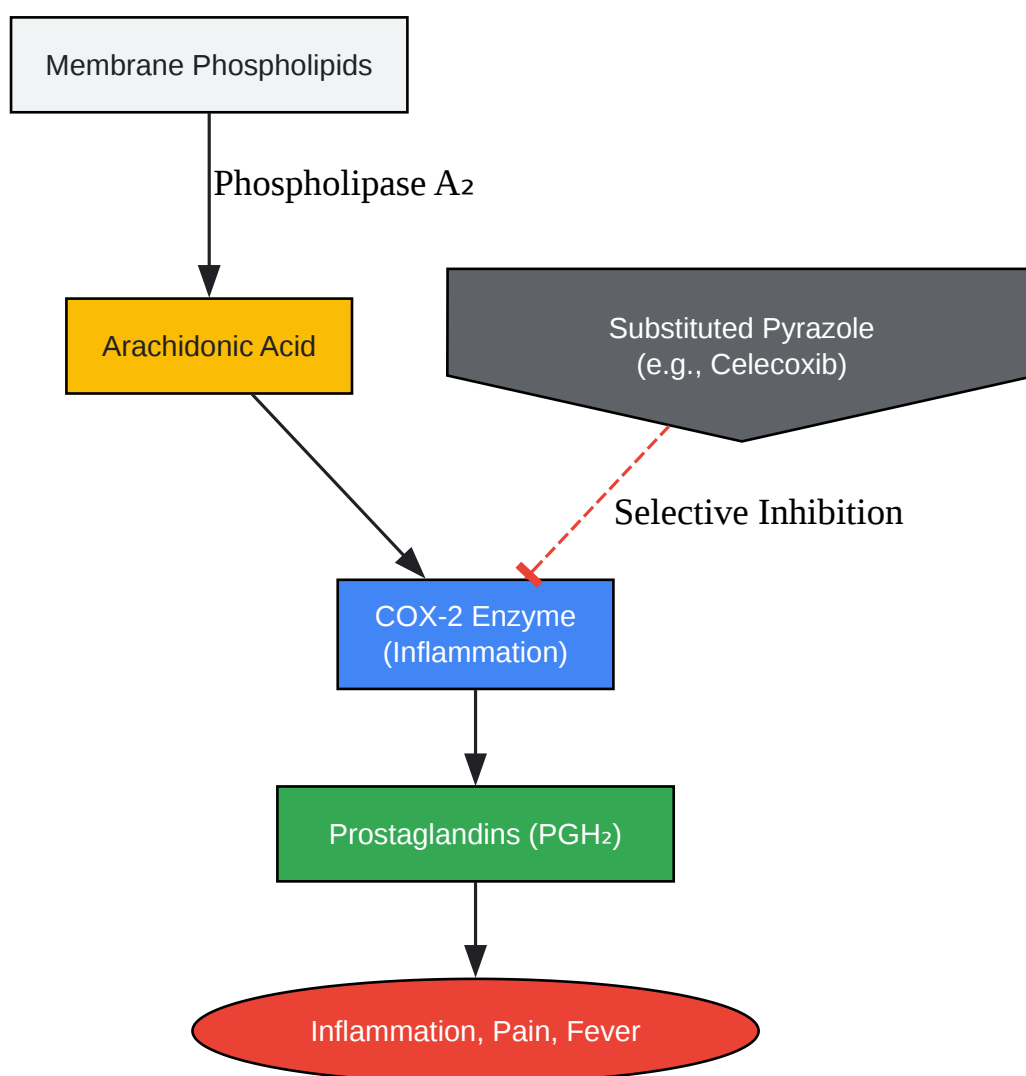 Membrane Phospholipids
Phospholipase A₂
Arachidonic Acid
Substituted Pyrazole
(e.g., Celecoxib)
Selective Inhibition
COX-2 Enzyme
(Inflammation)
Prostaglandins (PGH₂)
Inflammation, Pain, Fever